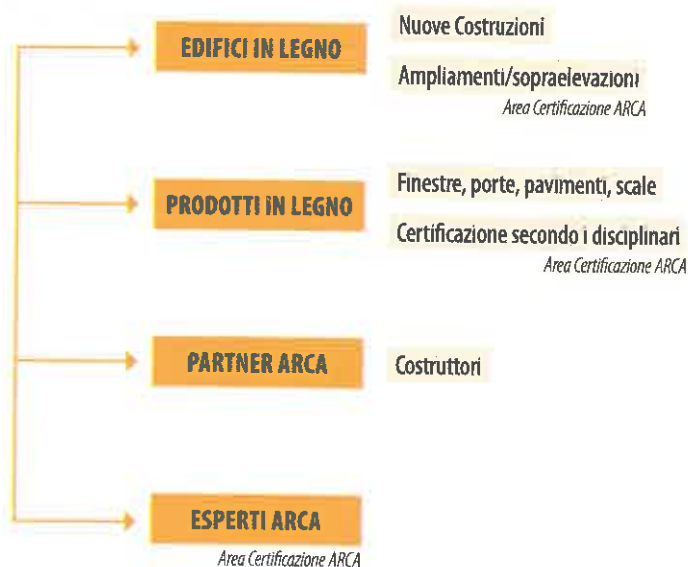 EDIFICI IN LEGNO
Nuove Costruzioni
Ampliamenti/sopraelevazioni
Area Certificazione ARCA
PRODOTTI IN LEGNO
Finestre, porte, pavimenti, scale
Certificazione secondo i disciplinari
Area Certificazione ARCA
PARTNER ARCA
Costruttori
ESPERTI ARCA
Area Certificazione ARCA